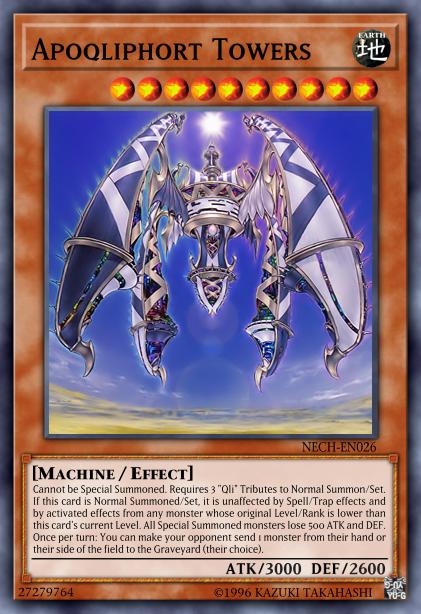 Apoqliphort Towers
EARTH
地
NECH-EN026
[Machine / Effect]
Cannot be Special Summoned. Requires 3 "Qli" Tributes to Normal Summon/Set.
If this card is Normal Summoned/Set, it is unaffected by Spell/Trap effects and
by activated effects from any monster whose original Level/Rank is lower than
this card's current Level. All Special Summoned monsters lose 500 ATK and DEF.
Once per turn: You can make your opponent send 1 monster from their hand or
their side of the field to the Graveyard (their choice).
ATK/3000 DEF/2600
27279764
©1996 KAZUKI TAKAHASHI